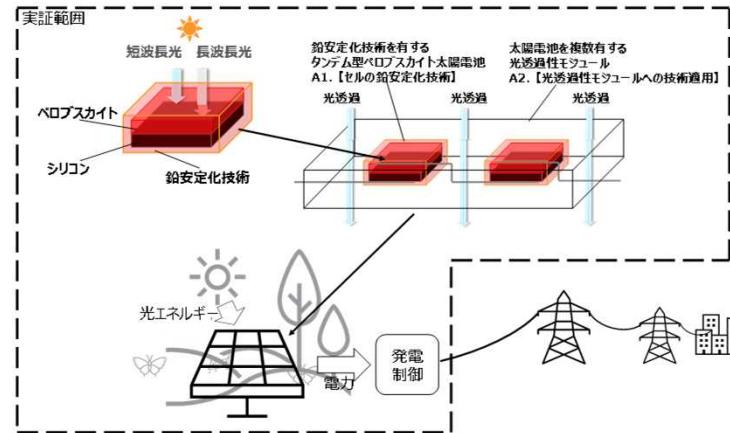 実証範囲
短波長光
長波長光
ペロブスカイト
シリコン
鉛安定化技術
鉛安定化技術を有する
タンデム型ペロブスカイト太陽電池
A1.【セルの鉛安定化技術】
太陽電池を複数有する
光透過性モジュール
A2.【光透過性モジュールへの技術適用】
光透過
光透過
光透過
光エネルギー
電力
発電
制御